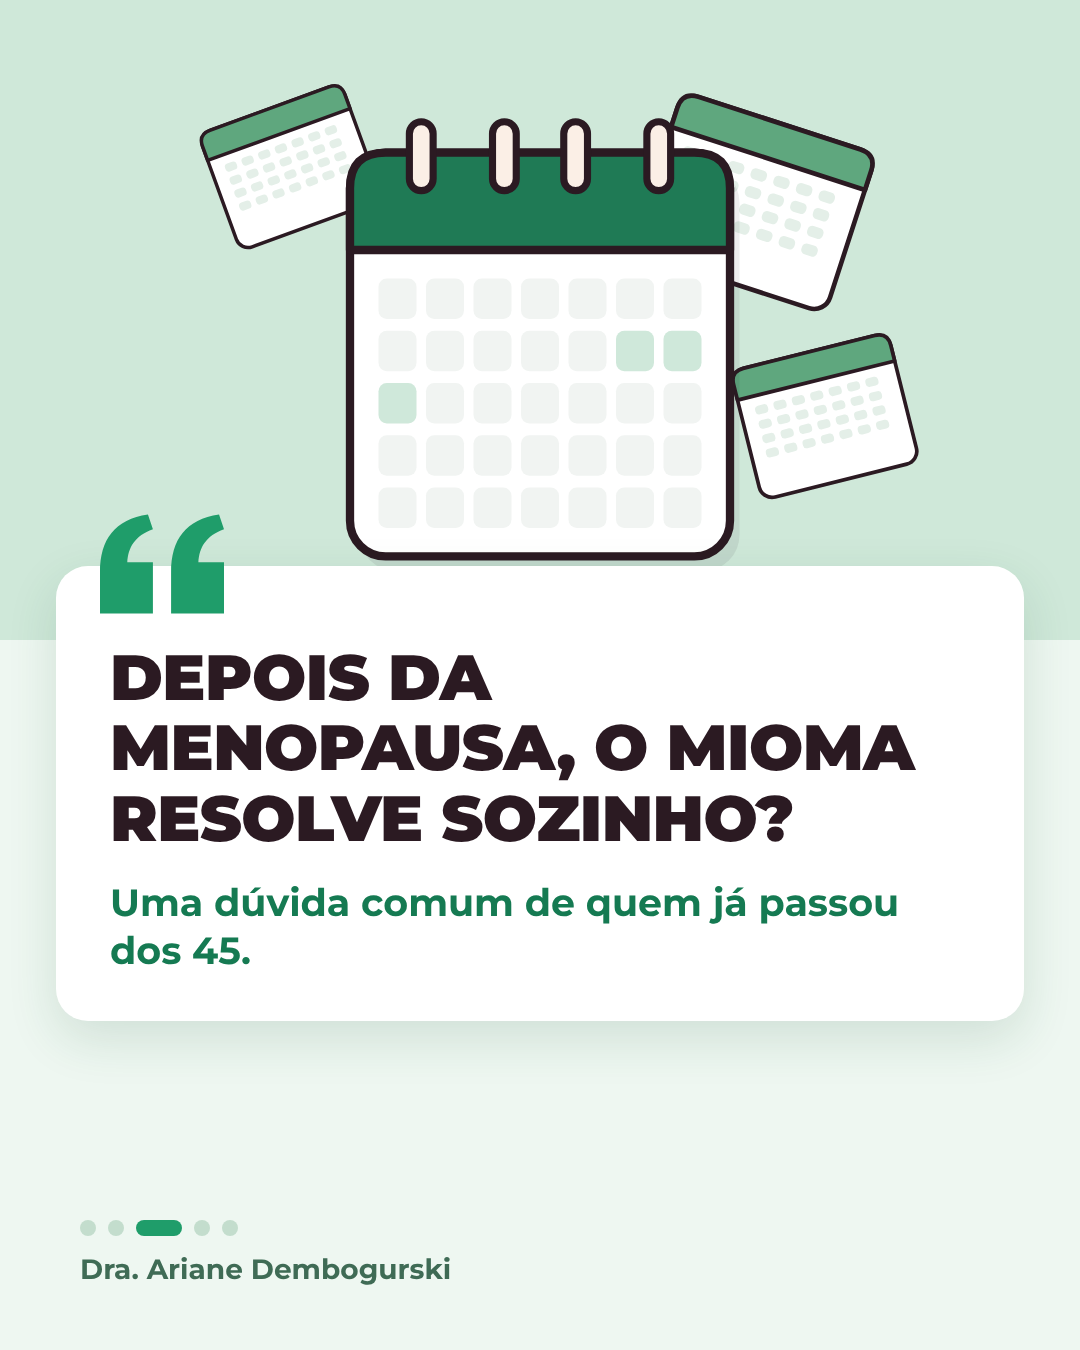 DEPOIS DA
MENOPAUSA, O MIOMA
RESOLVE SOZINHO?
Uma dúvida comum de quem já passou
dos 45.
Dra. Ariane Dembogurski